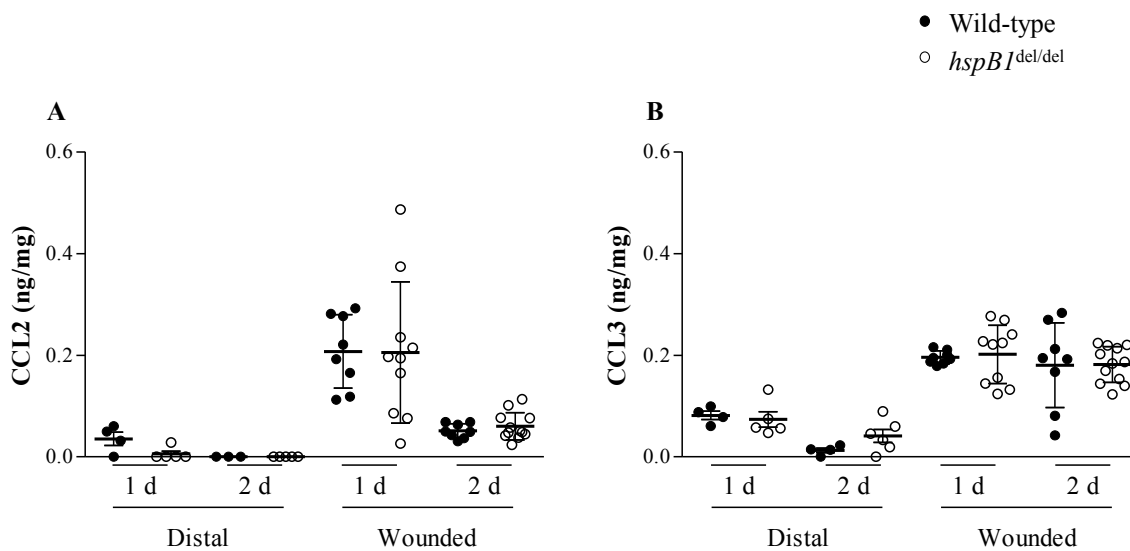 Wild-type
hspB1del/del
A
0.6
0.4
0.2
0.0
CCL2 (ng/mg)
1 d
2 d
1 d
2 d
Distal
Wounded
B
0.6
0.4
0.2
0.0
CCL3 (ng/mg)
1 d
2 d
1 d
2 d
Distal
Wounded